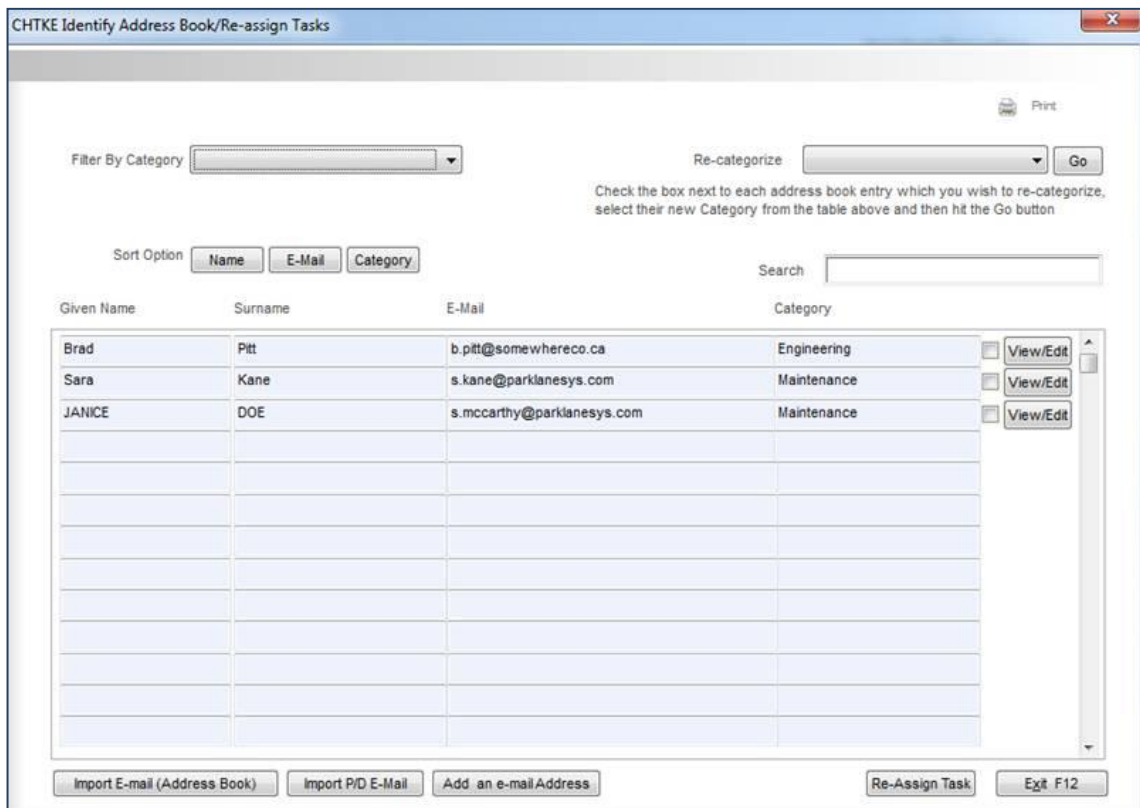 CHTKE Identify Address Book/Re-assign Tasks
Print
Filter By Category Re-categorize Go
Check the box next to each address book entry which you wish to re-categorize,
select their new Category from the table above and then hit the Go button
Sort Option Name E-Mail Category Search
Given Name Surname E-Mail Category
Brad Pitt b.pitt@somewhereco.ca Engineering View/Edit
Sara Kane s.kane@parklanesys.com Maintenance View/Edit
JANICE DOE s.mccarthy@parklanesys.com Maintenance View/Edit
Import E-mail (Address Book) Import P/D E-Mail Add an e-mail Address Re-Assign Task Exit F12